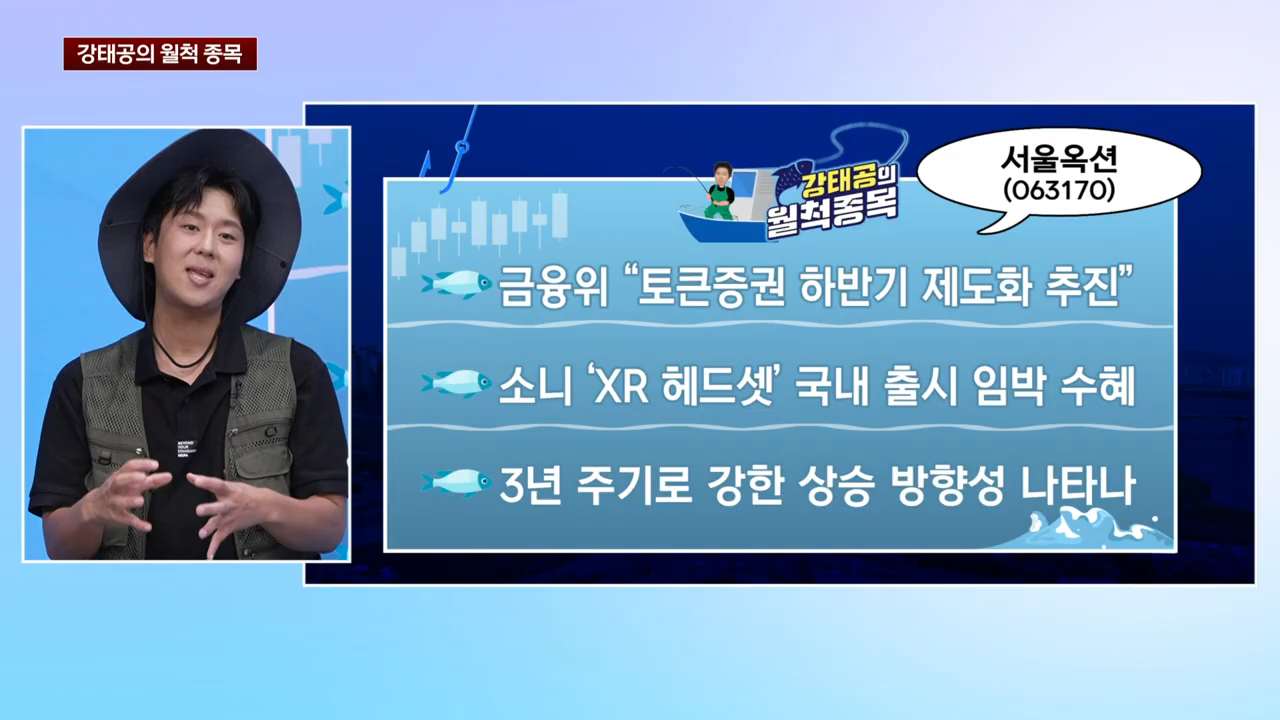 강태공의 월척 종목
강태공의
월척종목
서울옥션
(063170)
금융위 “토큰증권 하반기 제도화 추진”
소니 ‘XR 헤드셋’ 국내 출시 임박 수혜
3년 주기로 강한 상승 방향성 나타나
BEYOND
YOUR